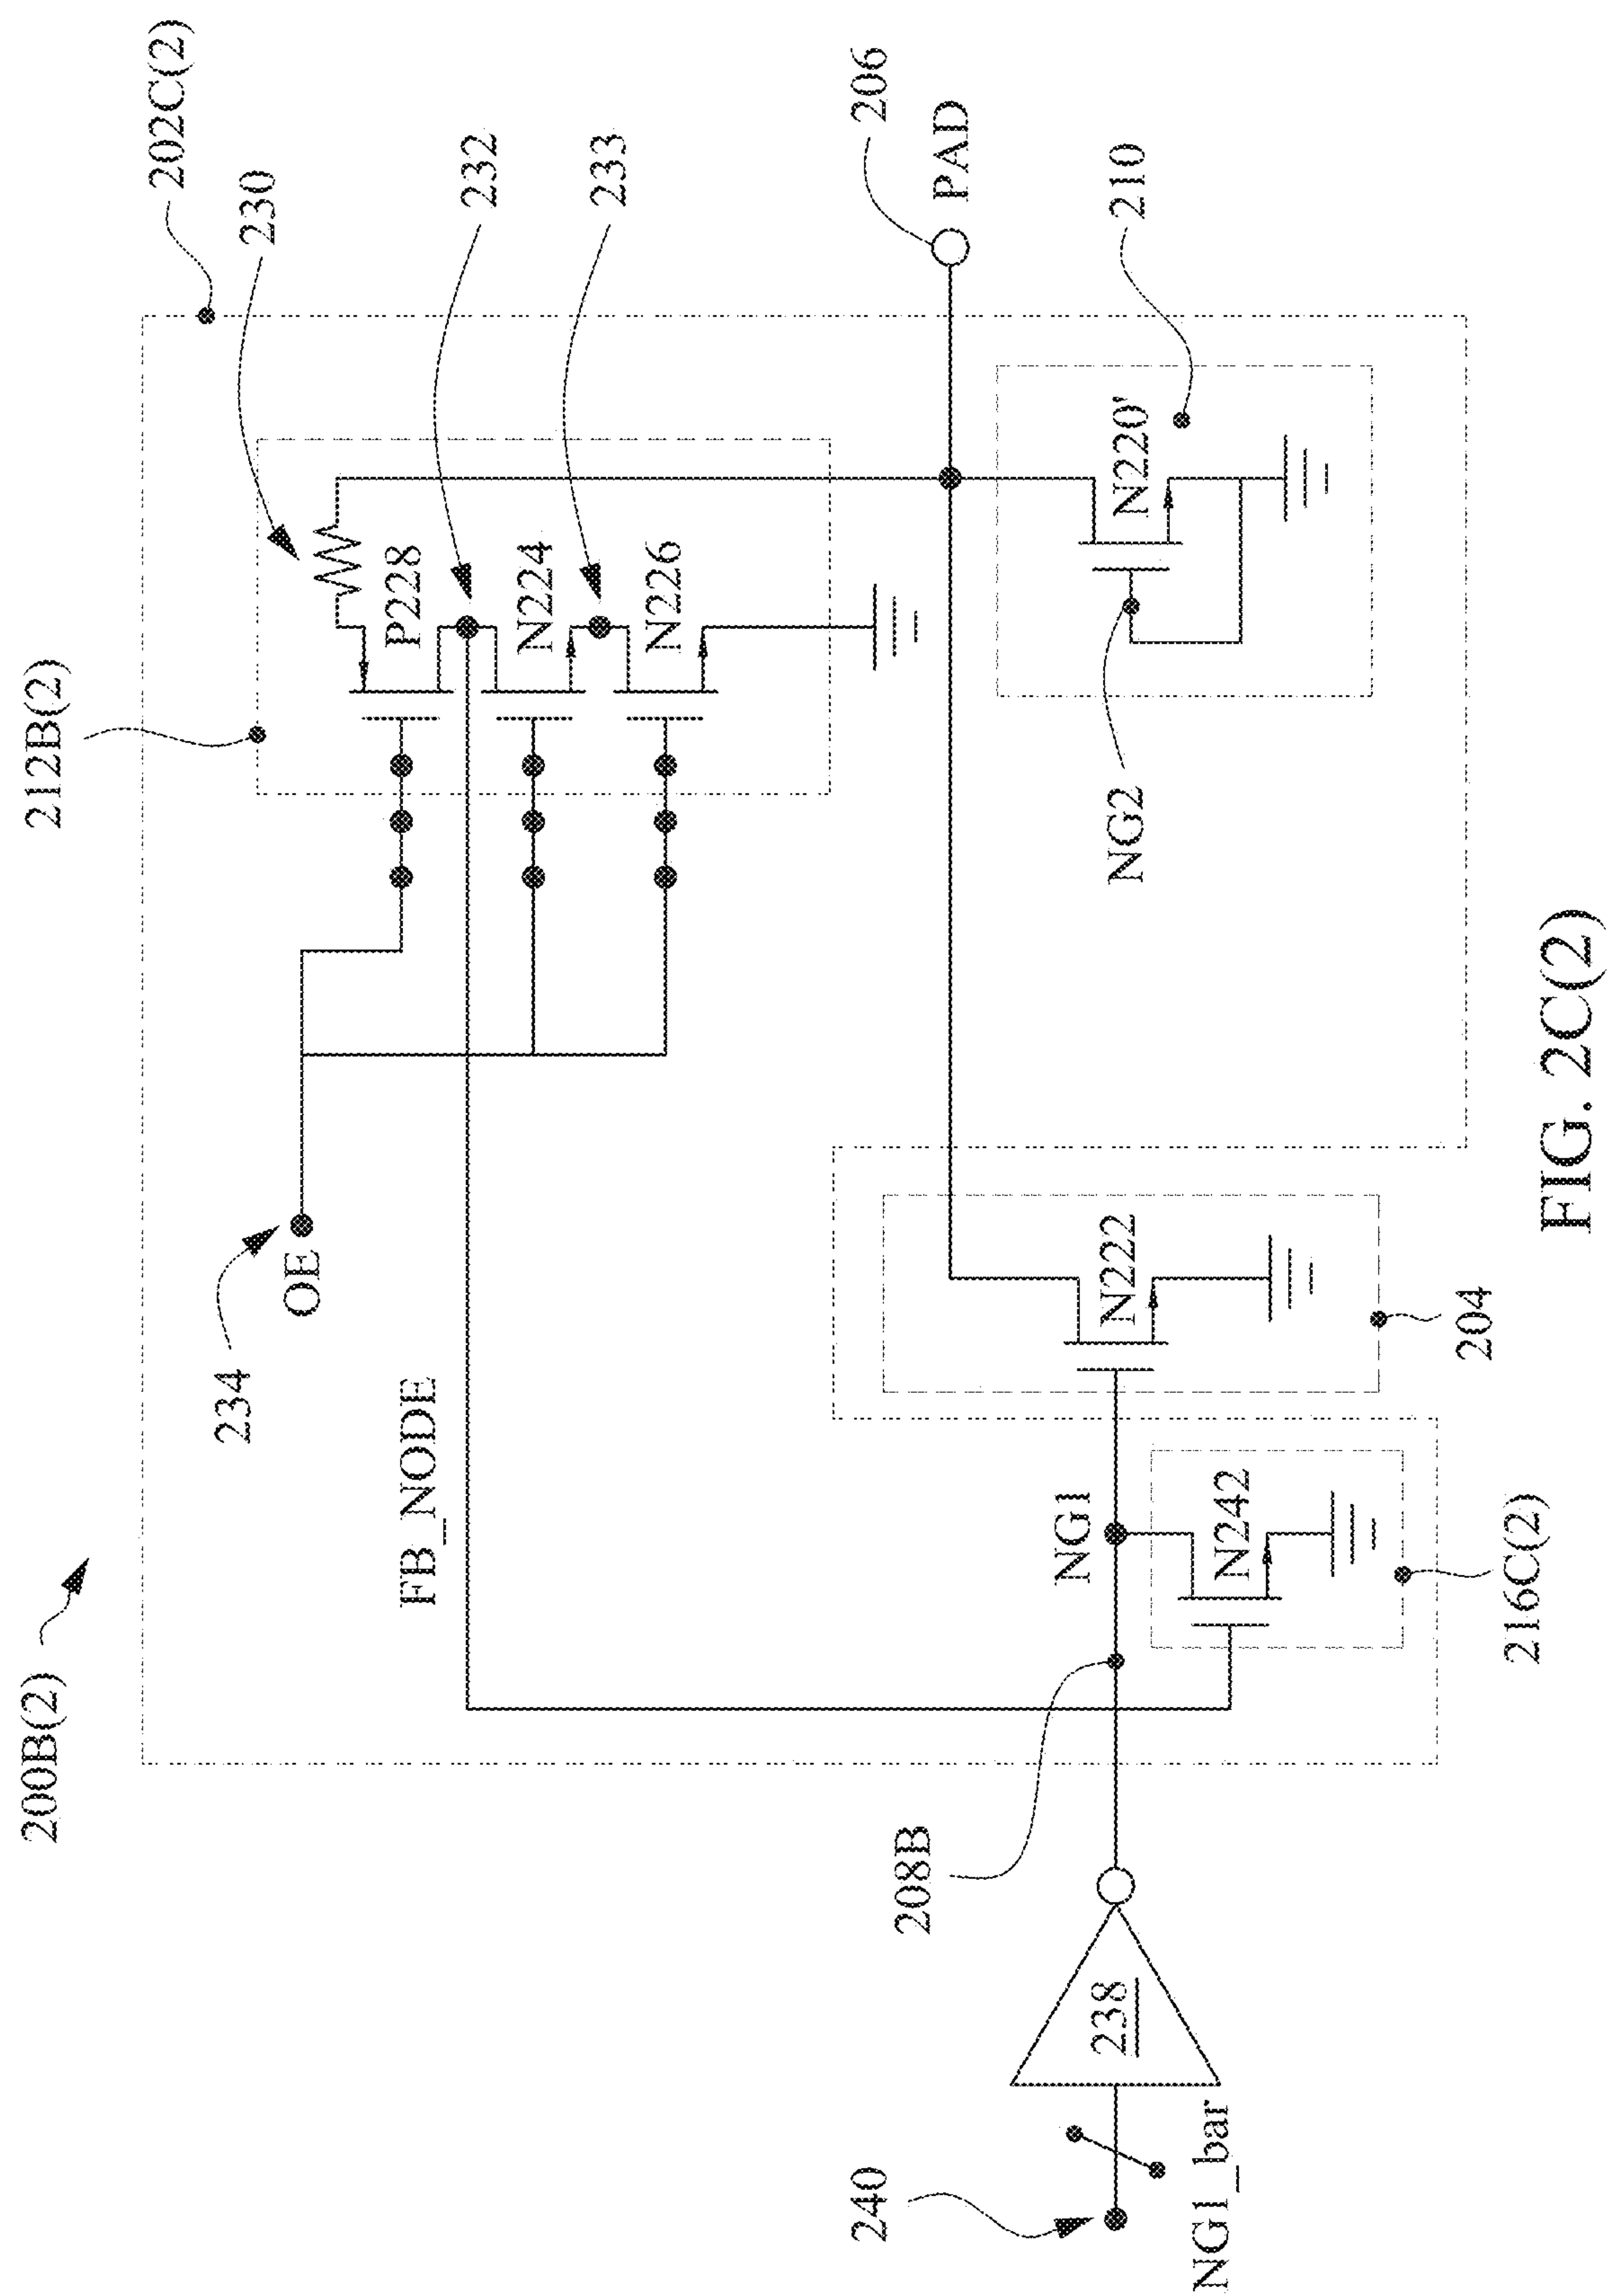 200B(2)
212B(2)
202C(2)
230
232
233
234
OE
P228
N224
N226
FB_NODE
206
PAD
210
N220'
NG2
N222
204
NG1
N242
216C(2)
208B
238
240
NG1_bar
FIG. 2C(2)